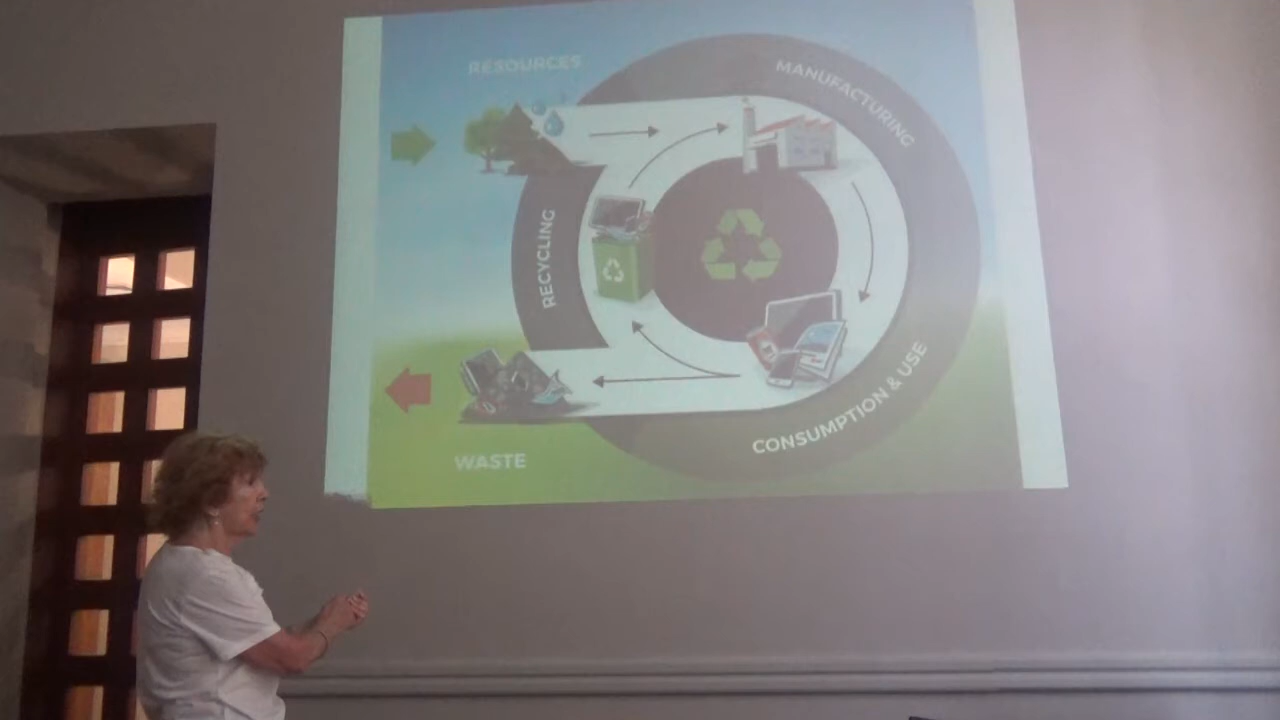 RESOURCES
MANUFACTURING
RECYCLING
CONSUMPTION & USE
WASTE